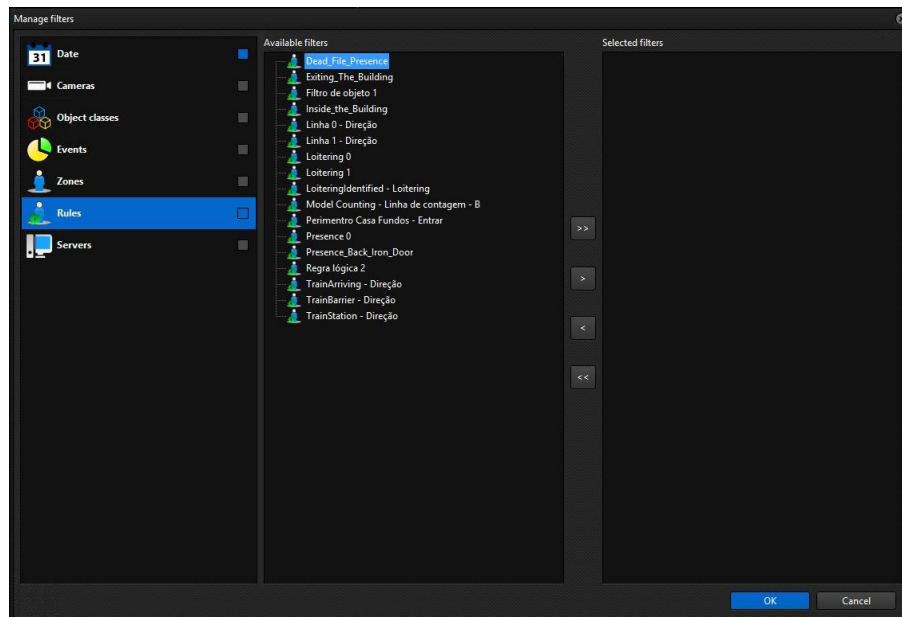 Manage filters
31 Date
Cameras
Object classes
Events
Zones
Rules
Servers
Available filters
Dead_File_Presence
Exiting_The_Building
Filtro de objeto 1
Inside_the_Building
Linha 0 - Direção
Linha 1 - Direção
Loitering 0
Loitering 1
LoiteringIdentified - Loitering
Model Counting - Linha de contagem - B
Perimentro Casa Fundos - Entrar
Presence 0
Presence_Back_Iron_Door
Regra lógica 2
TrainArriving - Direção
TrainBarrier - Direção
TrainStation - Direção
>>
>
<
<<
Selected filters
OK
Cancel